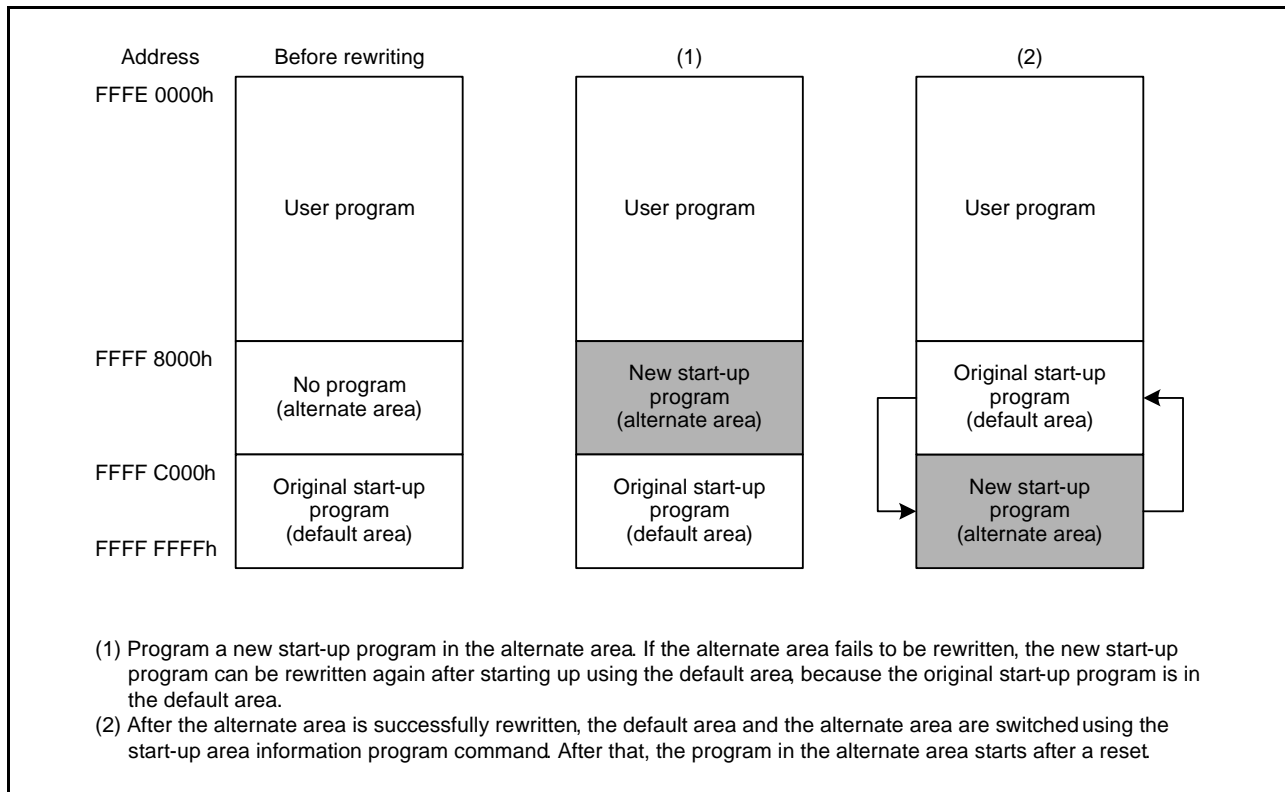 Address
Before rewriting
(1)
(2)
FFFE 0000h
User program
User program
User program
FFFF 8000h
No program
(alternate area)
New start-up
program
(alternate area)
Original start-up
program
(default area)
FFFF C000h
Original start-up
program
(default area)
Original start-up
program
(default area)
New start-up
program
(alternate area)
FFFF FFFFh
(1) Program a new start-up program in the alternate area. If the alternate area fails to be rewritten, the new start-up
program can be rewritten again after starting up using the default area, because the original start-up program is in
the default area.
(2) After the alternate area is successfully rewritten, the default area and the alternate area are switched using the
start-up area information program command. After that, the program in the alternate area starts after a reset.